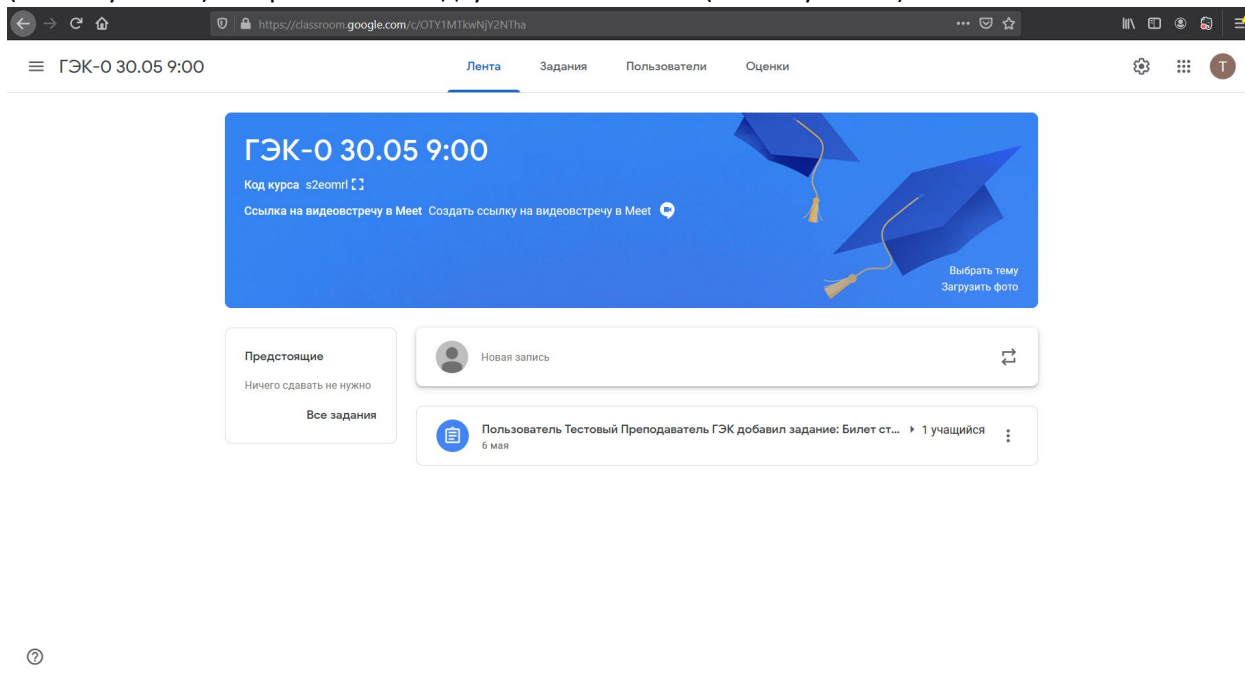 https://classroom.google.com/c/OTY1MTkwNjY2NTha
ГЭК-0 30.05 9:00
Лента
Задания
Пользователи
Оценки
T
ГЭК-0 30.05 9:00
Код курса s2eomrl
Ссылка на видеовстречу в Meet Создать ссылку на видеовстречу в Meet
Выбрать тему
Загрузить фото
Предстоящие
Ничего сдавать не нужно
Все задания
Новая запись
Пользователь Тестовый Преподаватель ГЭК добавил задание: Билет ст... 1 учащийся
6 мая